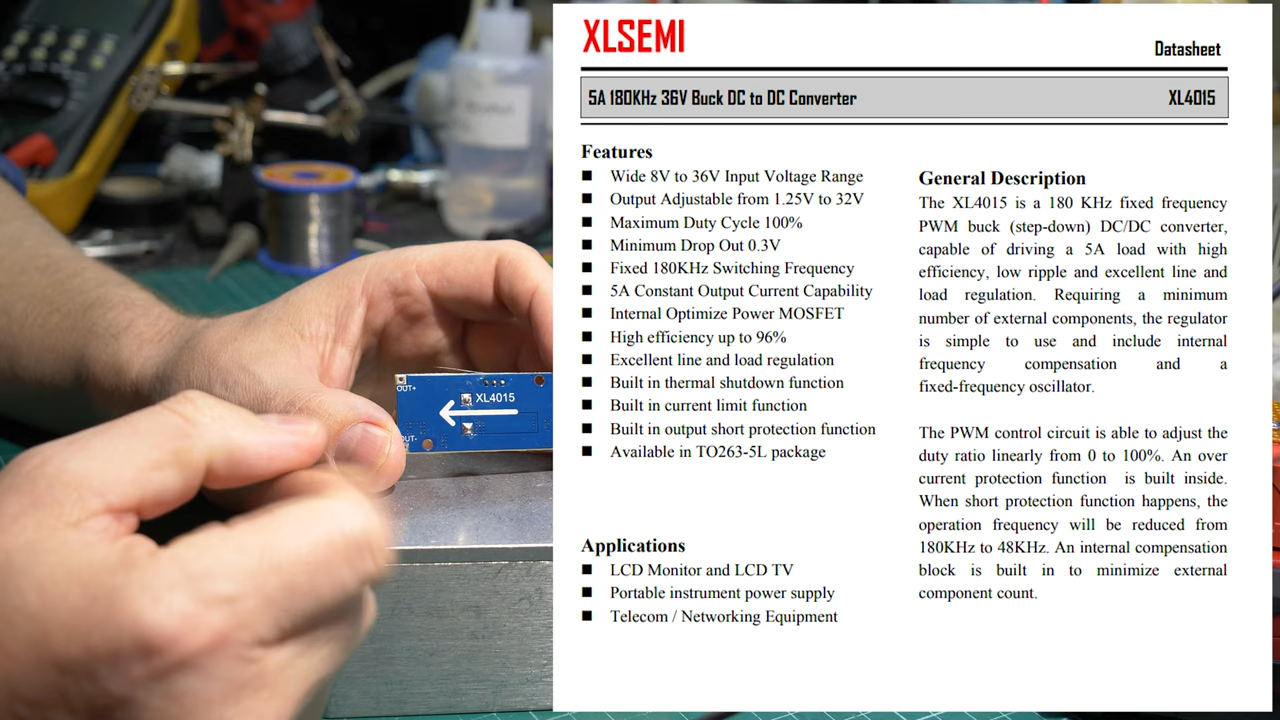 XLSEMI
Datasheet
5A 180KHz 36V Buck DC to DC Converter XL4015
Features
■ Wide 8V to 36V Input Voltage Range
■ Output Adjustable from 1.25V to 32V
■ Maximum Duty Cycle 100%
■ Minimum Drop Out 0.3V
■ Fixed 180KHz Switching Frequency
■ 5A Constant Output Current Capability
■ Internal Optimize Power MOSFET
■ High efficiency up to 96%
■ Excellent line and load regulation
■ Built in thermal shutdown function
■ Built in current limit function
■ Built in output short protection function
■ Available in TO263-5L package
Applications
■ LCD Monitor and LCD TV
■ Portable instrument power supply
■ Telecom / Networking Equipment
General Description
The XL4015 is a 180 KHz fixed frequency
PWM buck (step-down) DC/DC converter,
capable of driving a 5A load with high
efficiency, low ripple and excellent line and
load regulation. Requiring a minimum
number of external components, the regulator
is simple to use and include internal
frequency compensation and a
fixed-frequency oscillator.
The PWM control circuit is able to adjust the
duty ratio linearly from 0 to 100%. An over
current protection function is built inside.
When short protection function happens, the
operation frequency will be reduced from
180KHz to 48KHz. An internal compensation
block is built in to minimize external
component count.
OUT+
XL4015
OUT-